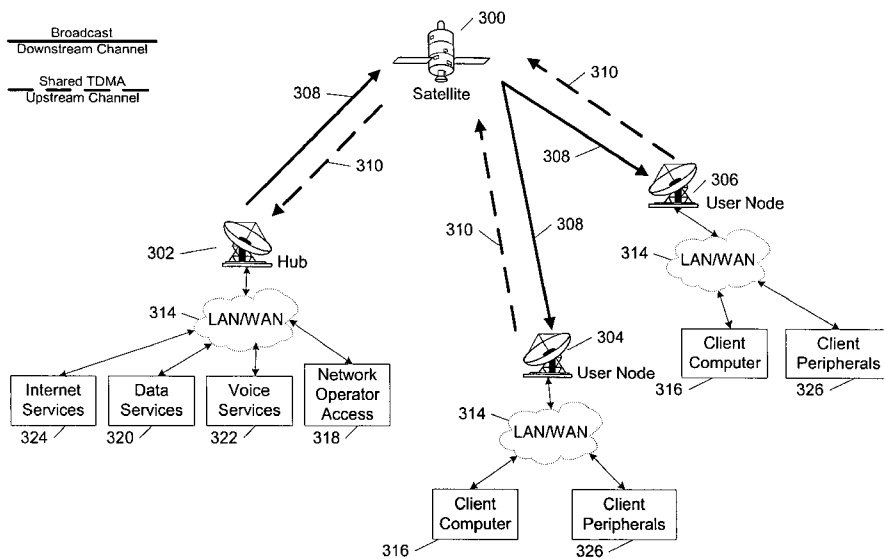 Broadcast
Downstream Channel
Shared TDMA
Upstream Channel
300
Satellite
308
310
310
308
306
User Node
302
Hub
310
308
314
LAN/WAN
314
LAN/WAN
304
User Node
Client
Computer
316
Client
Peripherals
326
Internet
Services
324
Data
Services
320
Voice
Services
322
Network
Operator
Access
318
314
LAN/WAN
Client
Computer
316
Client
Peripherals
326